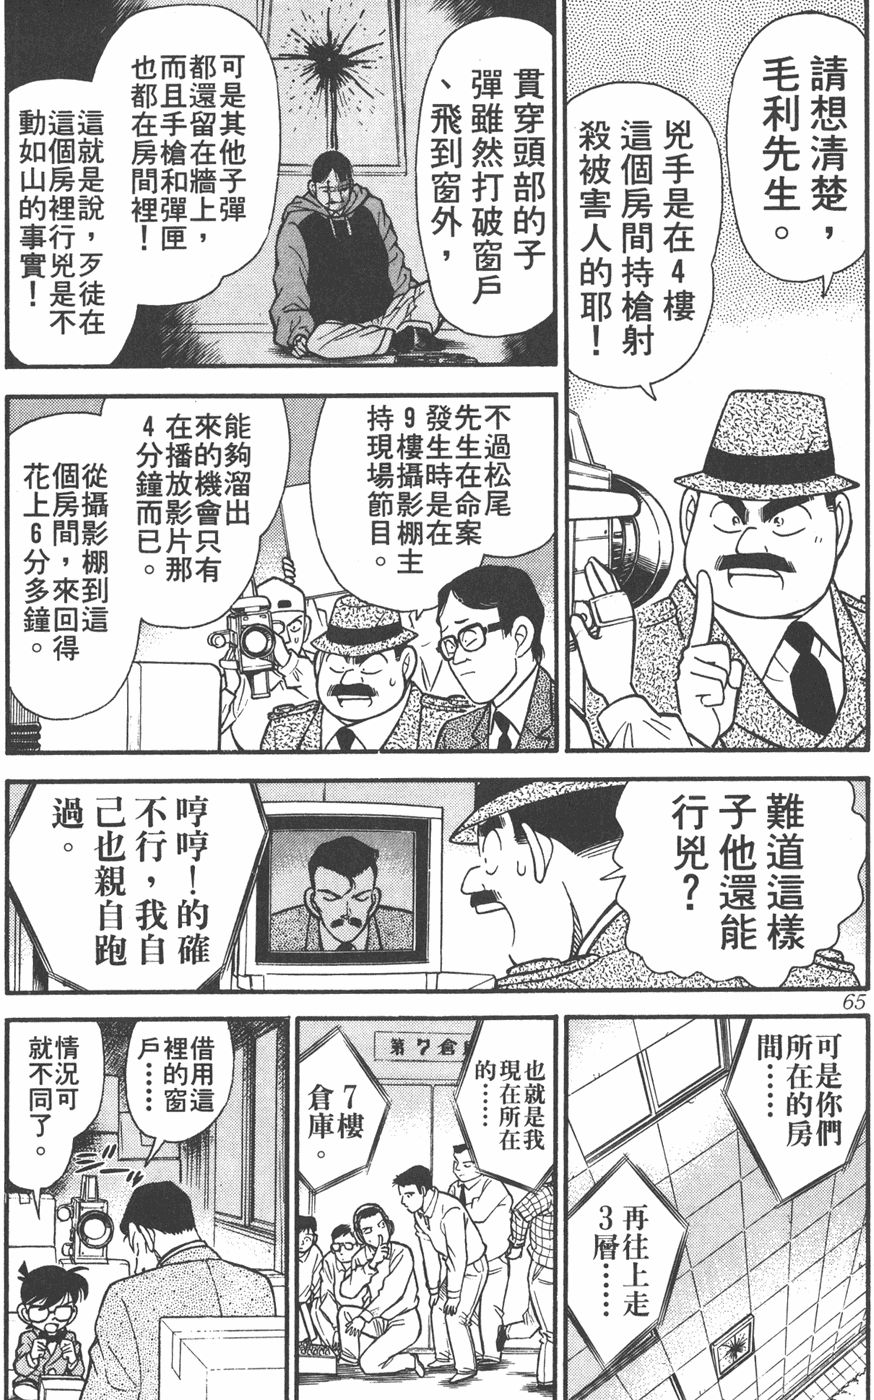 請想清楚，
毛利先生。
兇手是在4樓
這個房間持槍射
殺被害人的耶！
貫穿頭部的子
彈雖然打破窗戶
、飛到窗外，
可是其他子彈
都還留在牆上，
而且手槍和彈匣
也都在房間裡！
這就是說，歹徒在
這個房裡行兇是不
動如山的事實！
不過松尾
先生在命案
發生時是在
9樓攝影棚主
持現場節目。
能夠溜出
來的機會只有
在播放影片那
4分鐘而已。
從攝影棚到這
個房間，來回得
花上6分多鐘。
難道這樣
子他還能
行兇？
哼哼！的確
不行，我自
己也親自跑
過。
65
可是你們
所在的房
間……
再往上走
3層……
也就是我
現在所在
的……
第7倉庫
7樓
倉庫。
借用這
裡的窗
戶……
情況可
就不同了。